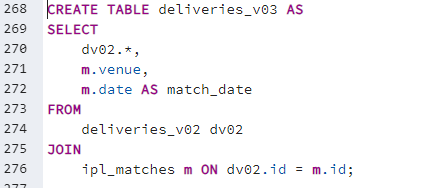 268 CREATE TABLE deliveries_v03 AS
269 SELECT
270     dv02.*,
271     m.venue,
272     m.date AS match_date
273 FROM
274     deliveries_v02 dv02
275 JOIN
276     ipl_matches m ON dv02.id = m.id;